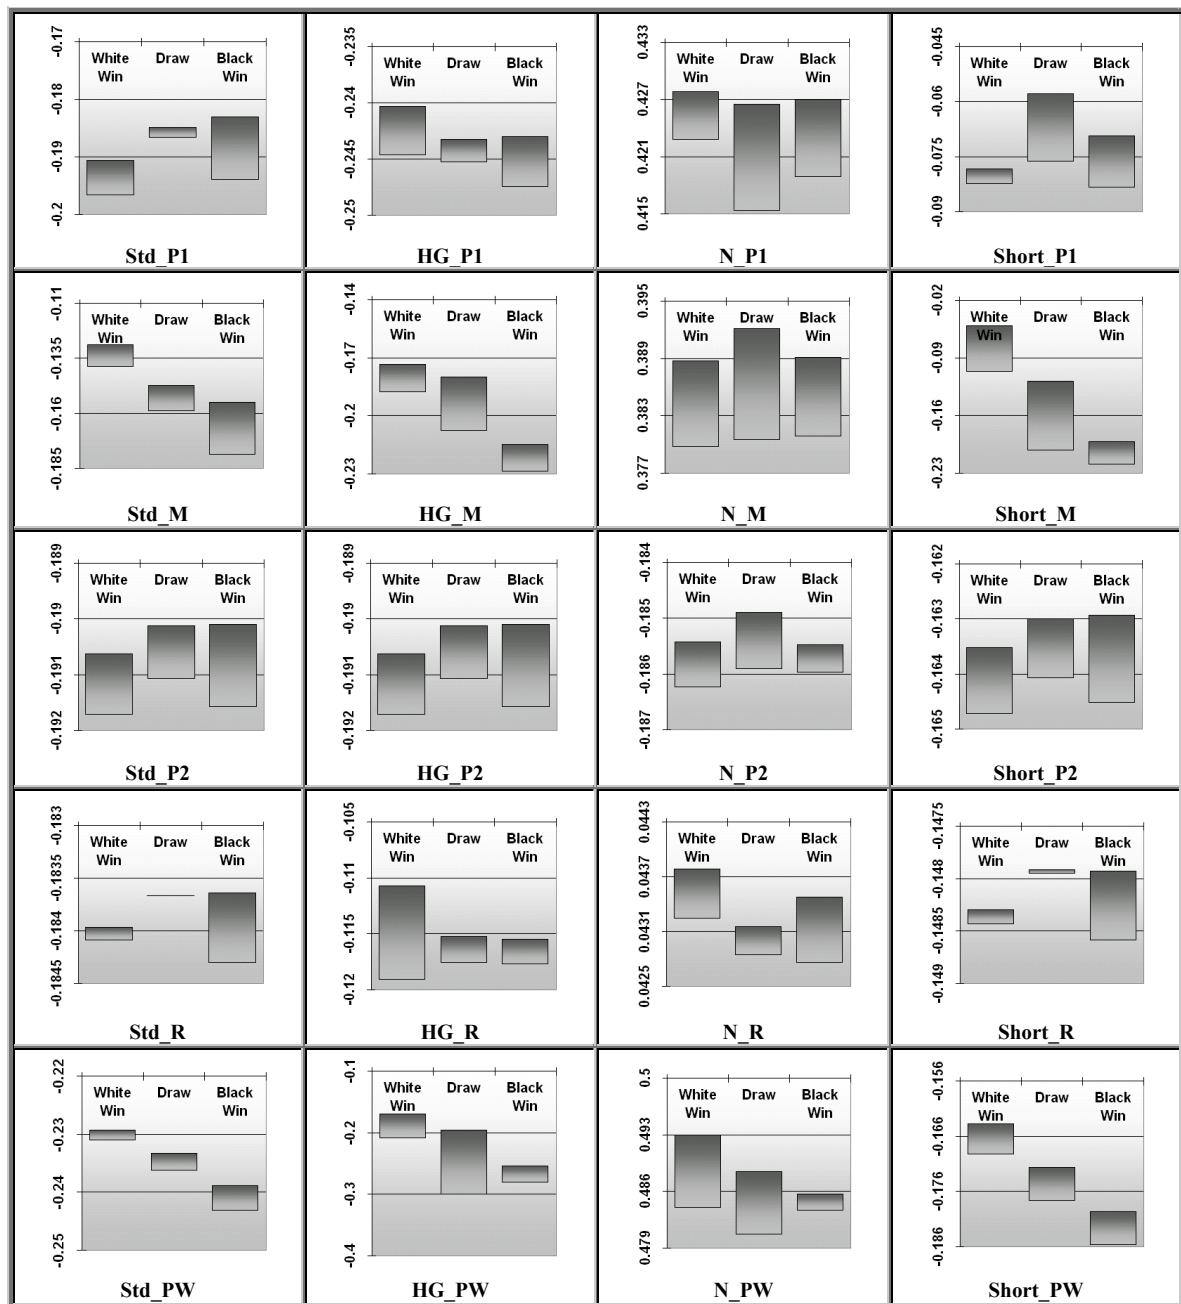 -0.17
-0.18
-0.19
-0.2
White Win
Draw
Black Win
Std_P1
-0.235
-0.24
-0.245
-0.25
White Win
Draw
Black Win
HG_P1
0.433
0.427
0.421
0.415
White Win
Draw
Black Win
N_P1
-0.045
-0.06
-0.075
-0.09
White Win
Draw
Black Win
Short_P1
-0.11
-0.135
-0.16
-0.185
White Win
Draw
Black Win
Std_M
-0.14
-0.17
-0.2
-0.23
White Win
Draw
Black Win
HG_M
0.395
0.389
0.383
0.377
White Win
Draw
Black Win
N_M
-0.02
-0.09
-0.16
-0.23
White Win
Draw
Black Win
Short_M
-0.189
-0.19
-0.191
-0.192
White Win
Draw
Black Win
Std_P2
-0.189
-0.19
-0.191
-0.192
White Win
Draw
Black Win
HG_P2
-0.184
-0.185
-0.186
-0.187
White Win
Draw
Black Win
N_P2
-0.162
-0.163
-0.164
-0.165
White Win
Draw
Black Win
Short_P2
-0.183
-0.1835
-0.184
-0.1845
White Win
Draw
Black Win
Std_R
-0.105
-0.11
-0.115
-0.12
White Win
Draw
Black Win
HG_R
0.0443
0.0437
0.0431
0.0425
White Win
Draw
Black Win
N_R
-0.1475
-0.148
-0.1485
-0.149
White Win
Draw
Black Win
Short_R
-0.22
-0.23
-0.24
-0.25
White Win
Draw
Black Win
Std_PW
-0.1
-0.2
-0.3
-0.4
White Win
Draw
Black Win
HG_PW
0.5
0.493
0.486
0.479
White Win
Draw
Black Win
N_PW
-0.156
-0.166
-0.176
-0.186
White Win
Draw
Black Win
Short_PW